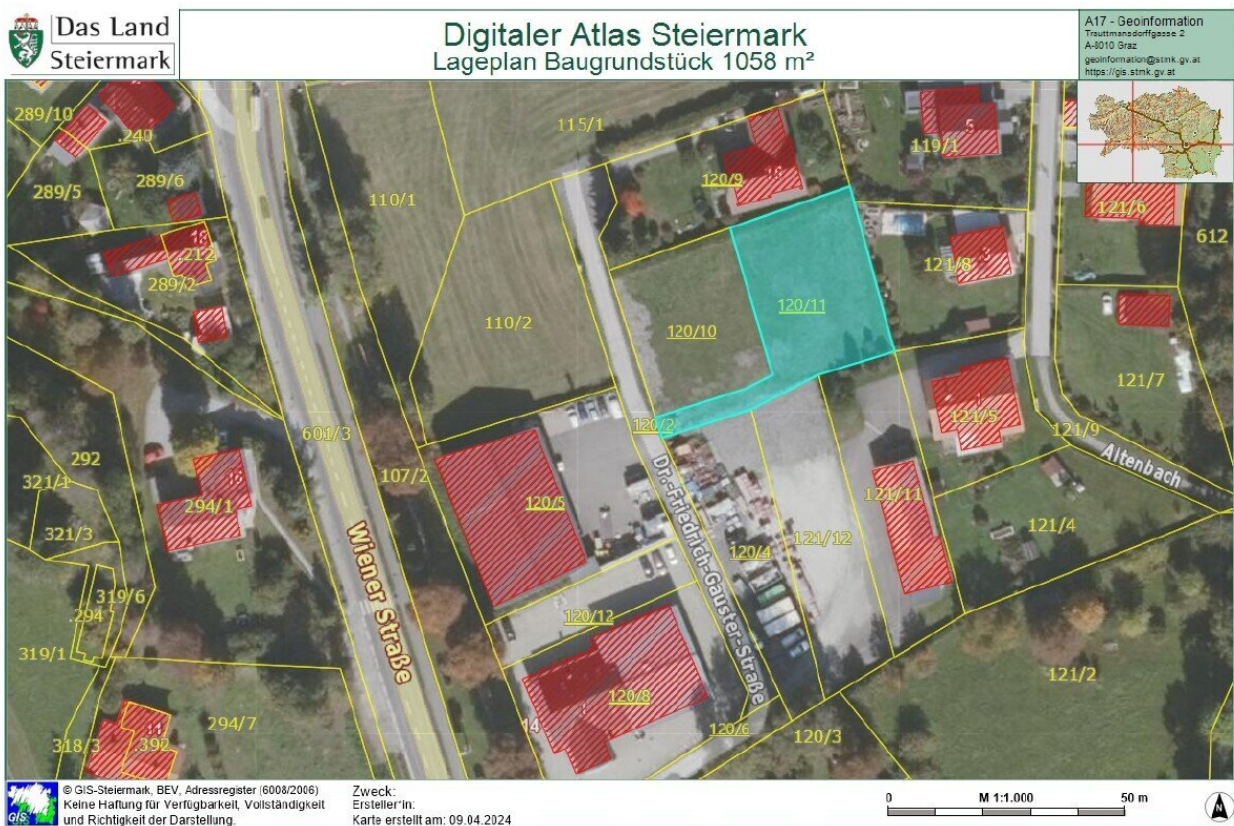 Das Land
Steiermark
Digitaler Atlas Steiermark
Lageplan Baugrundstück 1058 m²
A17 - Geoinformation
Trauttmansdorffgasse 2
A-8010 Graz
geoinformation@stmk.gv.at
https://gis.stmk.gv.at
289/10
.240
115/1
119/1
5
289/6
289/5
110/1
120/9
121/6
18
.212
289/2
612
3
121/8
120/11
110/2
120/10
121/7
120/2
601/3
121/5
121/9
Altenbach
292
107/2
321/1
294/1
120/5
Dr.-Friedrich-Gauster-Straße
121/11
321/3
Wiener Straße
120/4
121/12
121/4
319/6
.294
120/12
319/1
121/2
120/8
14
294/7
11
318/3
.392
120/6
120/3
GIS
© GIS-Steiermark, BEV, Adressregister (6008/2006)
Keine Haftung für Verfügbarkeit, Vollständigkeit
und Richtigkeit der Darstellung.
Zweck:
Ersteller*in:
Karte erstellt am: 09.04.2024
0 M 1:1.000 50 m
N